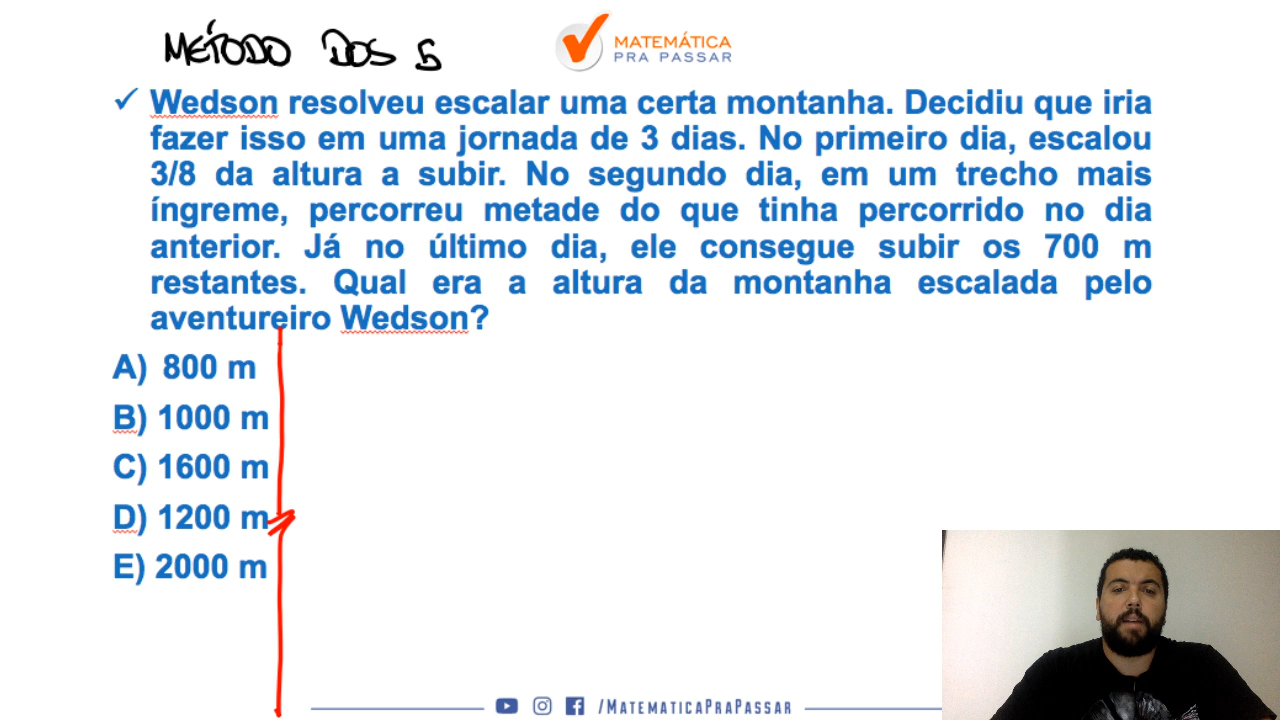 MÉTODO DOS 5
MATEMÁTICA
PRA PASSAR
Wedson resolveu escalar uma certa montanha. Decidiu que iria
fazer isso em uma jornada de 3 dias. No primeiro dia, escalou
3/8 da altura a subir. No segundo dia, em um trecho mais
íngreme, percorreu metade do que tinha percorrido no dia
anterior. Já no último dia, ele consegue subir os 700 m
restantes. Qual era a altura da montanha escalada pelo
aventureiro Wedson?
A) 800 m
B) 1000 m
C) 1600 m
D) 1200 m
E) 2000 m
/MatematicaPraPassar